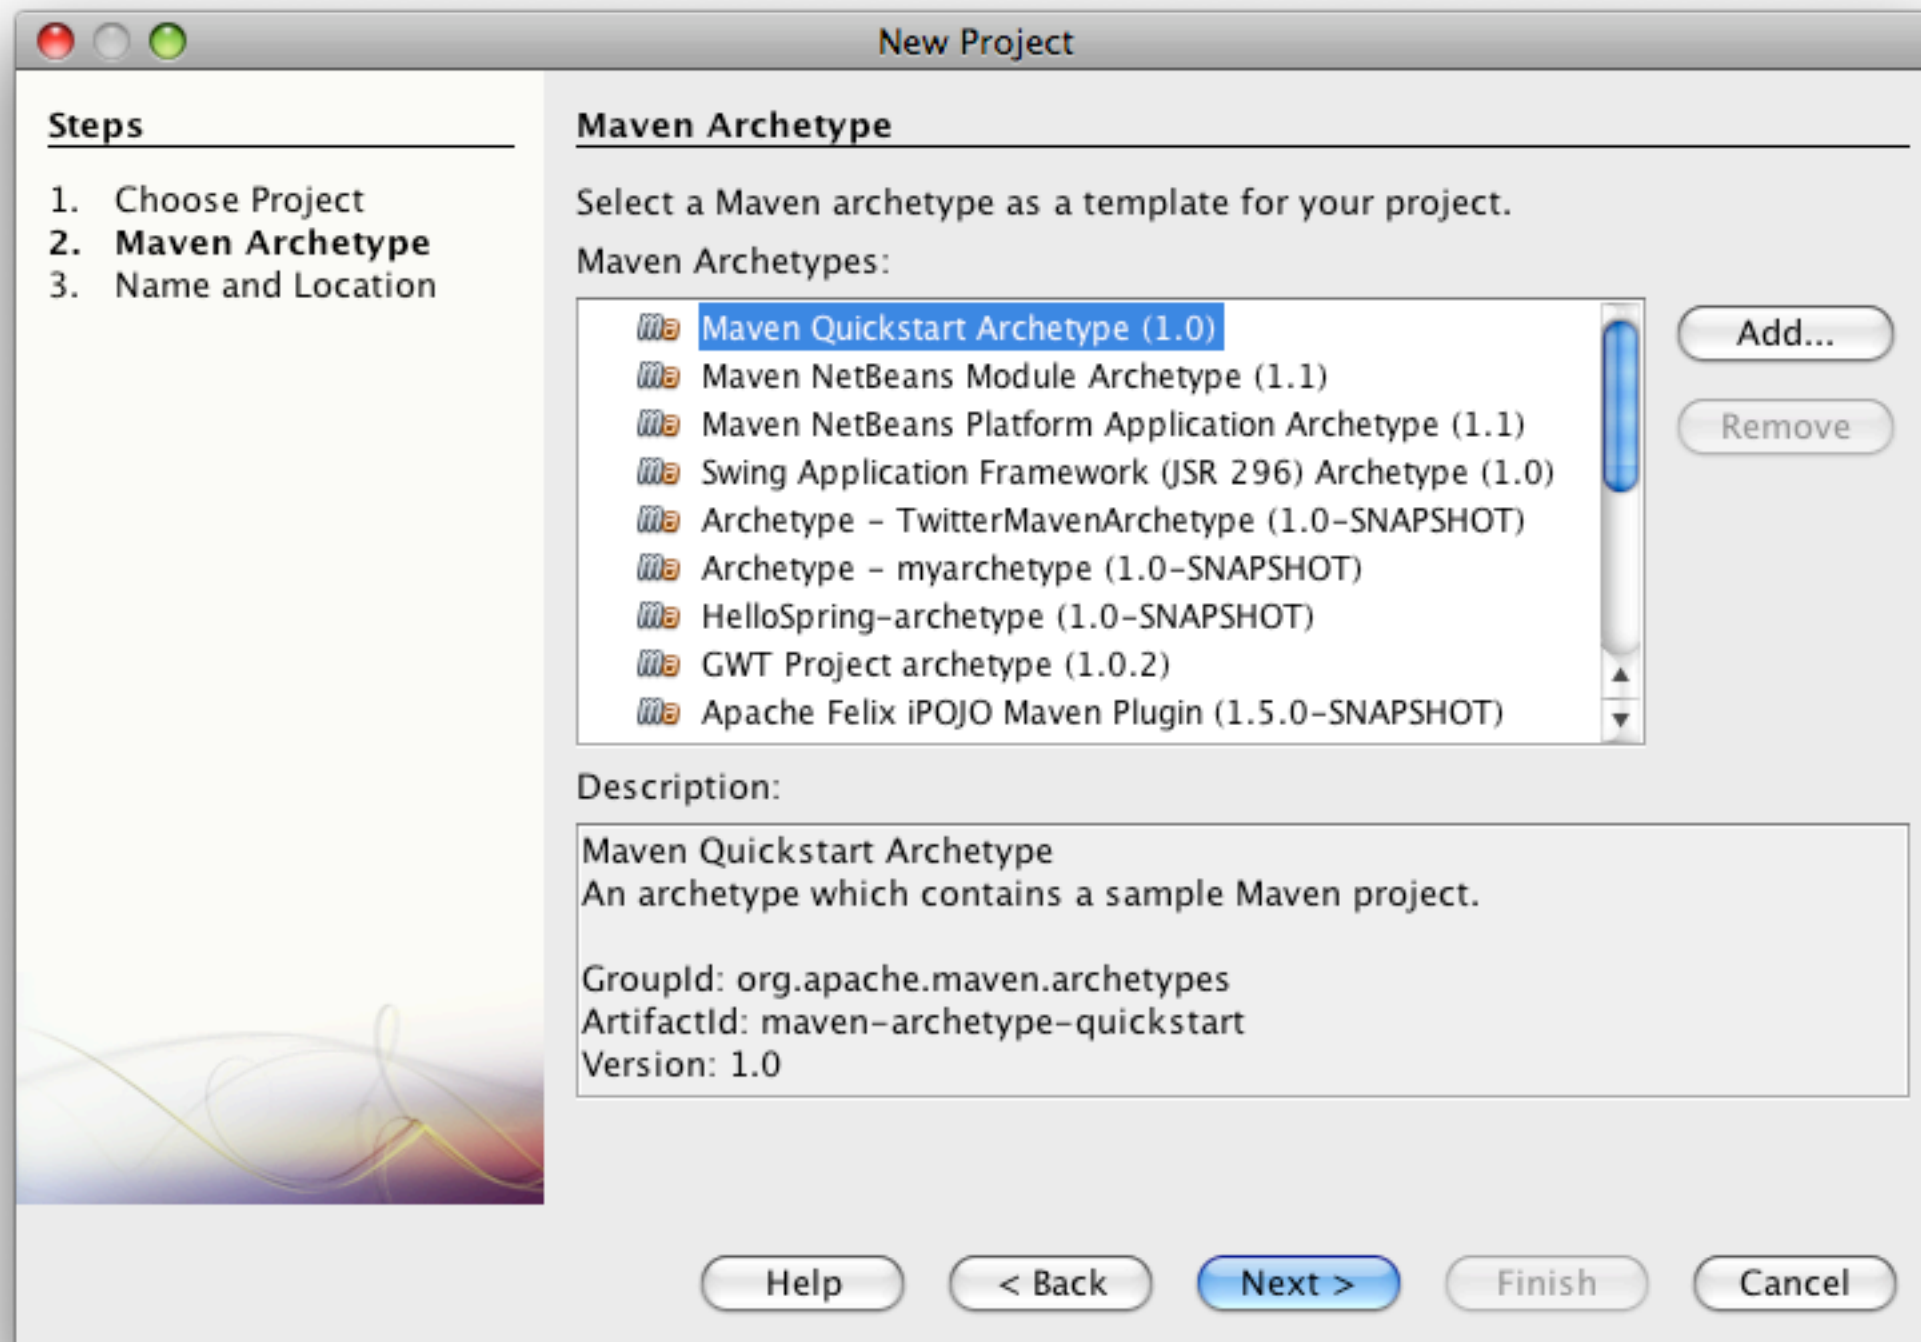 New Project
Steps
1. Choose Project
2. Maven Archetype
3. Name and Location
Maven Archetype
Select a Maven archetype as a template for your project.
Maven Archetypes:
Maven Quickstart Archetype (1.0)
Maven NetBeans Module Archetype (1.1)
Maven NetBeans Platform Application Archetype (1.1)
Swing Application Framework (JSR 296) Archetype (1.0)
Archetype - TwitterMavenArchetype (1.0-SNAPSHOT)
Archetype - myarchetype (1.0-SNAPSHOT)
HelloSpring-archetype (1.0-SNAPSHOT)
GWT Project archetype (1.0.2)
Apache Felix iPOJO Maven Plugin (1.5.0-SNAPSHOT)
Add...
Remove
Description:
Maven Quickstart Archetype
An archetype which contains a sample Maven project.
GroupId: org.apache.maven.archetypes
ArtifactId: maven-archetype-quickstart
Version: 1.0
Help
< Back
Next >
Finish
Cancel